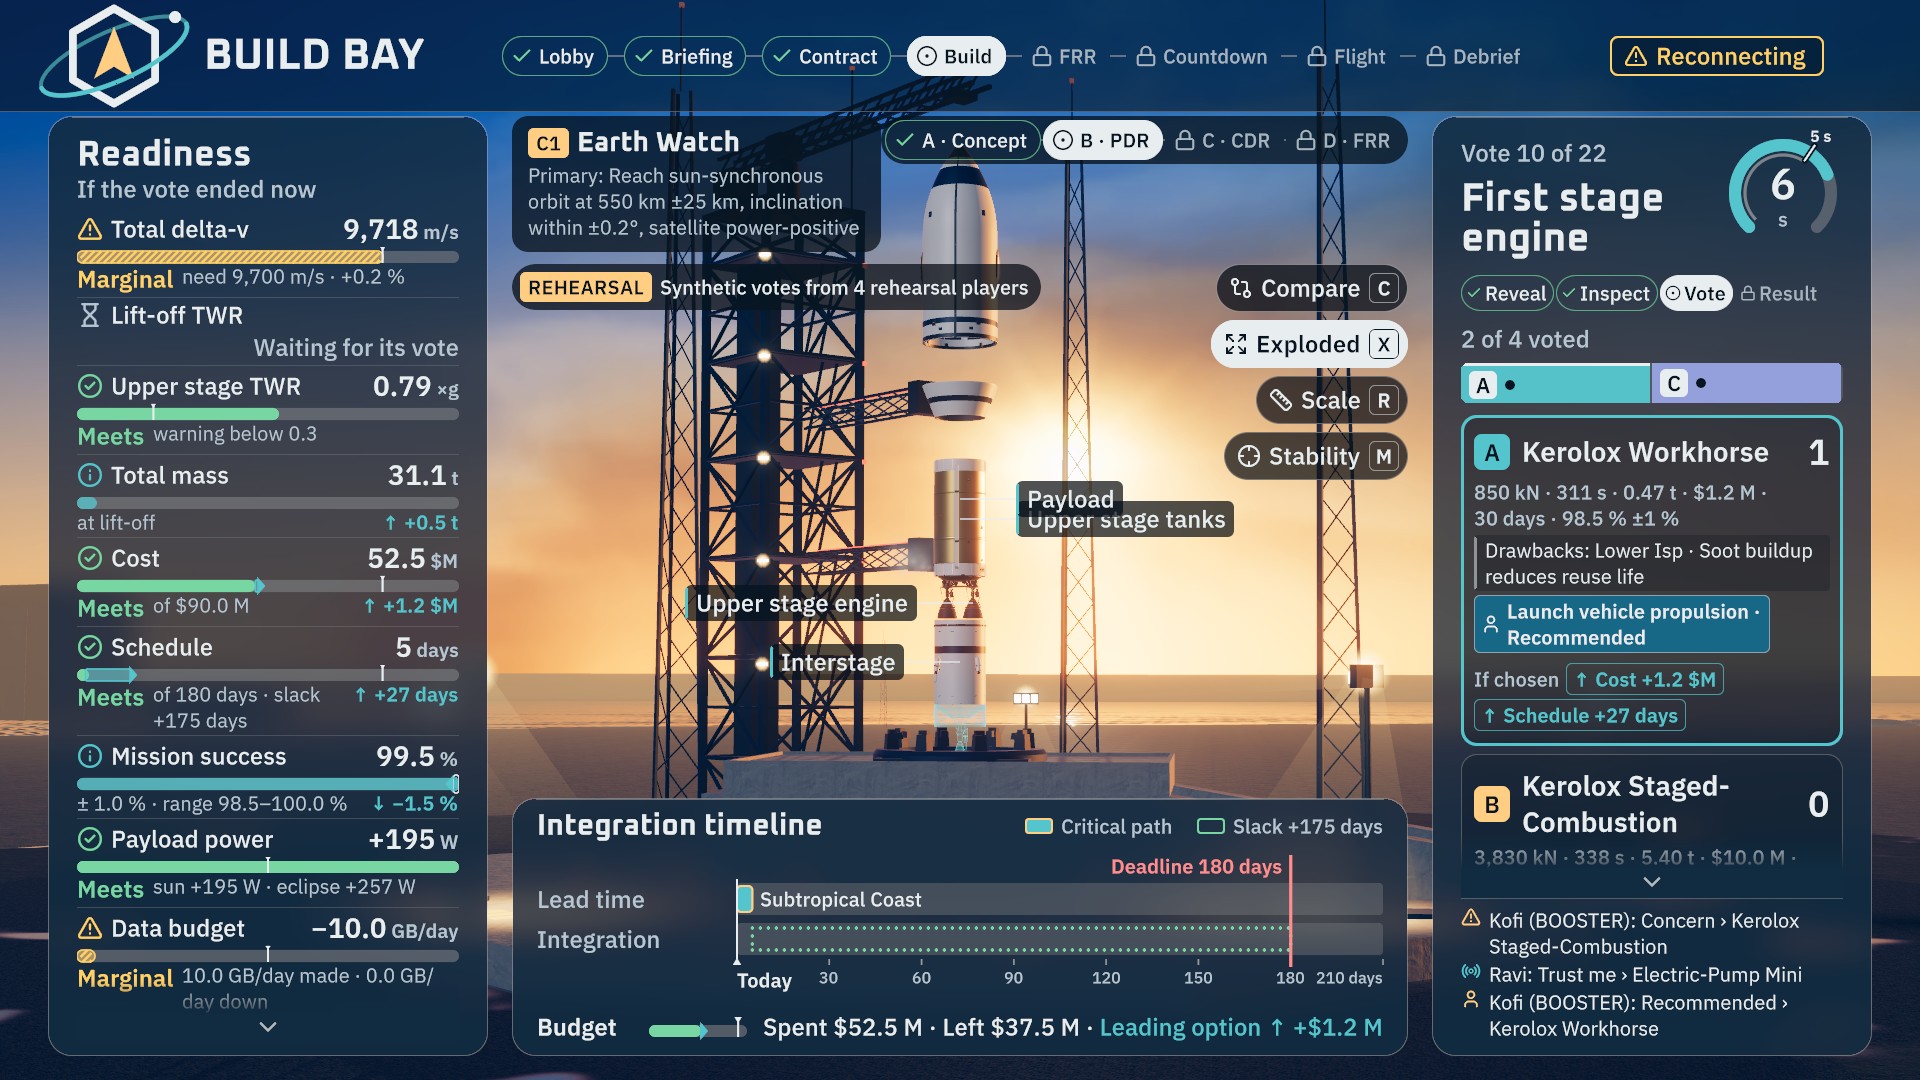 BUILD BAY
Lobby
Briefing
Contract
Build
FRR
Countdown
Flight
Debrief
Reconnecting
Readiness
If the vote ended now
Total delta-v 9,718 m/s
Marginal need 9,700 m/s · +0.2 %
Lift-off TWR
Waiting for its vote
Upper stage TWR 0.79 ×g
Meets warning below 0.3
Total mass 31.1 t
at lift-off ↑ +0.5 t
Cost 52.5 $M
Meets of $90.0 M ↑ +1.2 $M
Schedule 5 days
Meets of 180 days · slack ↑ +27 days
+175 days
Mission success 99.5 %
± 1.0 % · range 98.5–100.0 % ↓ −1.5 %
Payload power +195 W
Meets sun +195 W · eclipse +257 W
Data budget −10.0 GB/day
Marginal 10.0 GB/day made · 0.0 GB/
day down
C1 Earth Watch
Primary: Reach sun-synchronous
orbit at 550 km ±25 km, inclination
within ±0.2°, satellite power-positive
A · Concept
B · PDR
C · CDR
D · FRR
REHEARSAL Synthetic votes from 4 rehearsal players
Compare C
Exploded X
Scale R
Stability M
Payload
Upper stage tanks
Upper stage engine
Interstage
Integration timeline
Critical path
Slack +175 days
Deadline 180 days
Lead time
Subtropical Coast
Integration
Today 30 60 90 120 150 180 210 days
Budget Spent $52.5 M · Left $37.5 M · Leading option ↑ +$1.2 M
Vote 10 of 22
First stage
engine
5 s
6
s
Reveal
Inspect
Vote
Result
2 of 4 voted
A
C
A Kerolox Workhorse 1
850 kN · 311 s · 0.47 t · $1.2 M ·
30 days · 98.5 % ±1 %
Drawbacks: Lower Isp · Soot buildup
reduces reuse life
Launch vehicle propulsion ·
Recommended
If chosen ↑ Cost +1.2 $M
↑ Schedule +27 days
B Kerolox Staged-
Combustion 0
3,830 kN · 338 s · 5.40 t · $10.0 M ·
Kofi (BOOSTER): Concern › Kerolox
Staged-Combustion
Ravi: Trust me › Electric-Pump Mini
Kofi (BOOSTER): Recommended ›
Kerolox Workhorse